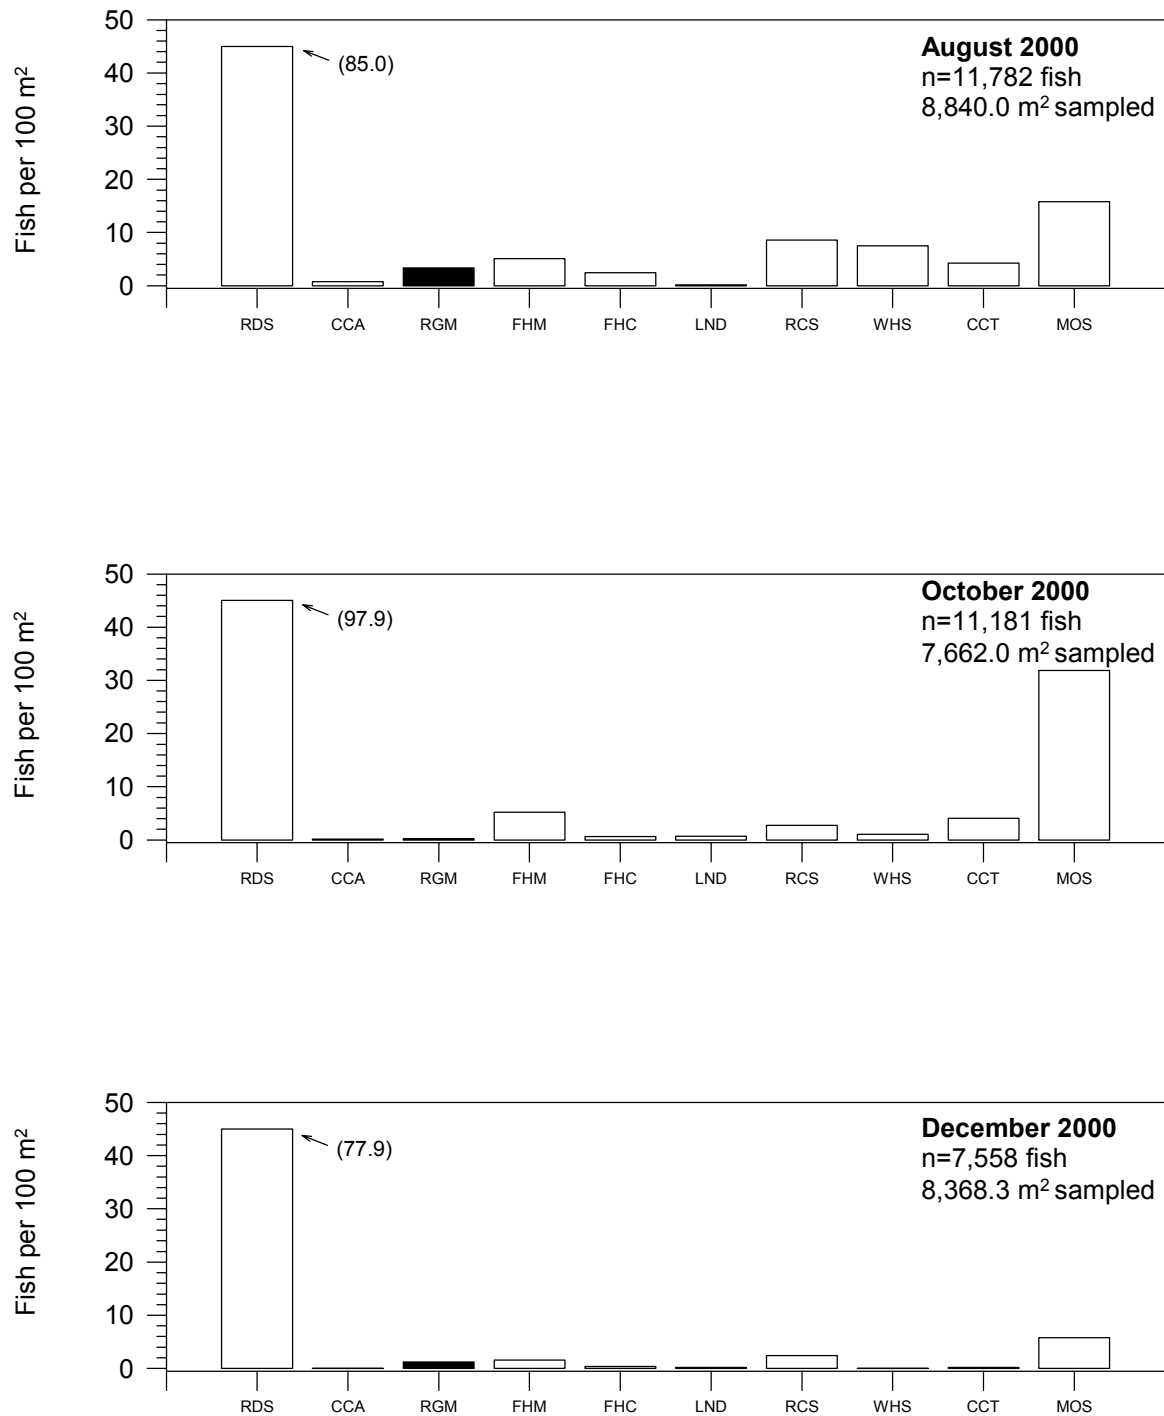 50
40
30
20
10
0
Fish per 100 m²
(85.0)
August 2000
n=11,782 fish
8,840.0 m² sampled
RDS CCA RGM FHM FHC LND RCS WHS CCT MOS
50
40
30
20
10
0
Fish per 100 m²
(97.9)
October 2000
n=11,181 fish
7,662.0 m² sampled
RDS CCA RGM FHM FHC LND RCS WHS CCT MOS
50
40
30
20
10
0
Fish per 100 m²
(77.9)
December 2000
n=7,558 fish
8,368.3 m² sampled
RDS CCA RGM FHM FHC LND RCS WHS CCT MOS